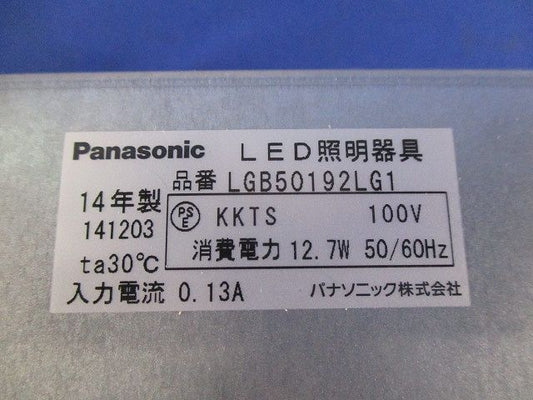 Panasonic LED照明器具
品番 LGB50192LG1
14年製
141203
PSE KKTS 100V
消費電力 12.7W 50/60Hz
ta30℃
入力電流 0.13A パナソニック株式会社